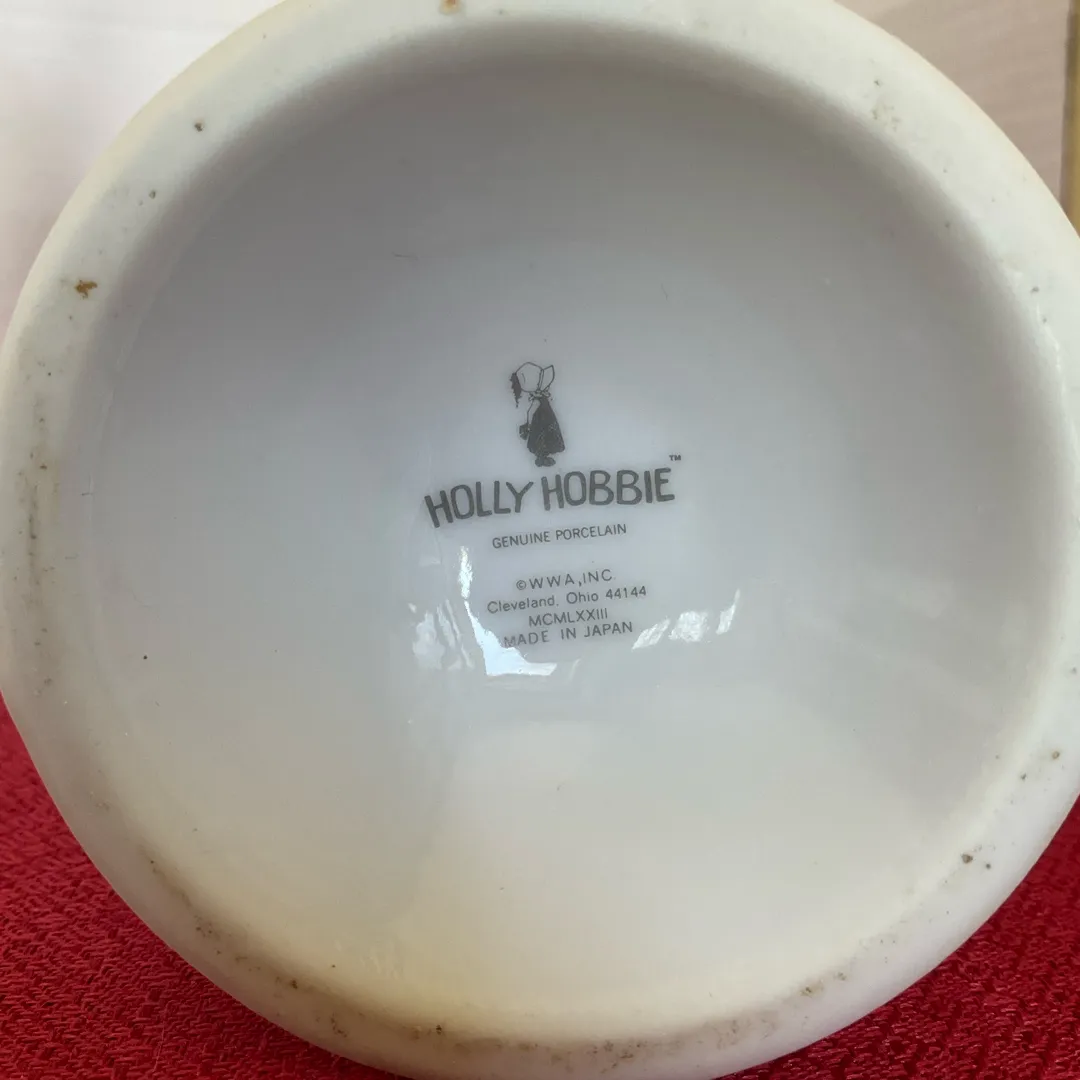 HOLLY HOBBIE™
GENUINE PORCELAIN
©WWA,INC
Cleveland, Ohio 44144
MCMLXXIII
MADE IN JAPAN